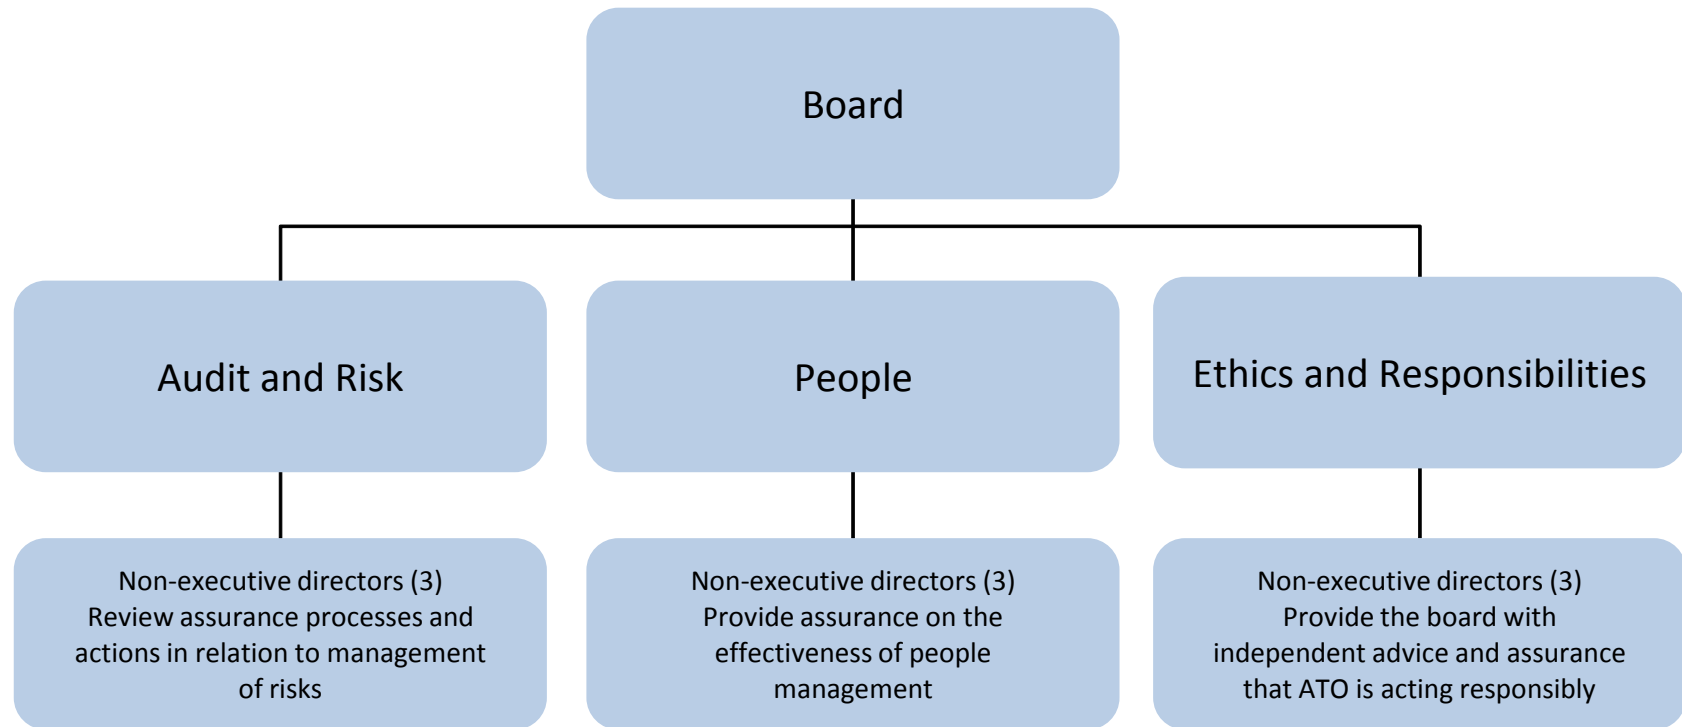 Board
Audit and Risk
People
Ethics and Responsibilities
Non-executive directors (3)
Review assurance processes and
actions in relation to management
of risks
Non-executive directors (3)
Provide assurance on the
effectiveness of people
management
Non-executive directors (3)
Provide the board with
independent advice and assurance
that ATO is acting responsibly